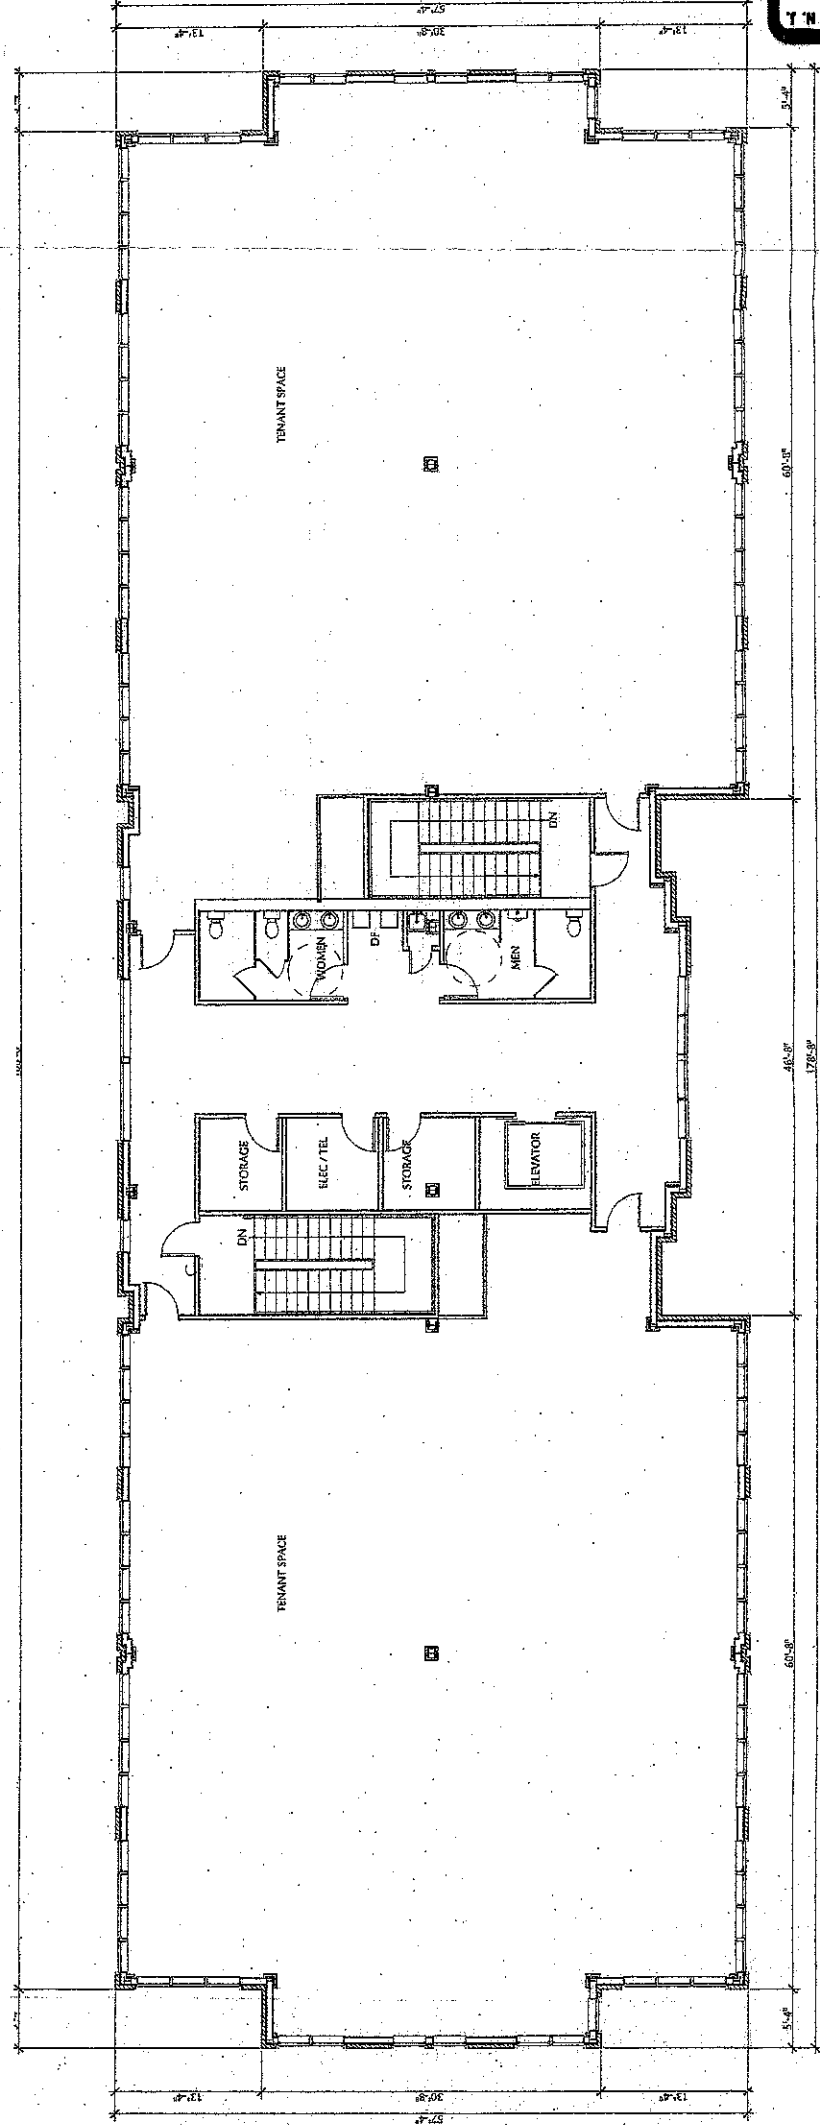 57'-4"
13'-4"
30'-8"
13'-4"
N. J.
5'-4"
TENANT SPACE
60'-8"
DN
WOMEN
DF
MEN
46'-8"
178'-8"
STORAGE
ELEC / TEL
STORAGE
ELEVATOR
DN
TENANT SPACE
60'-8"
5'-4"
13'-4"
30'-8"
13'-4"
57'-4"